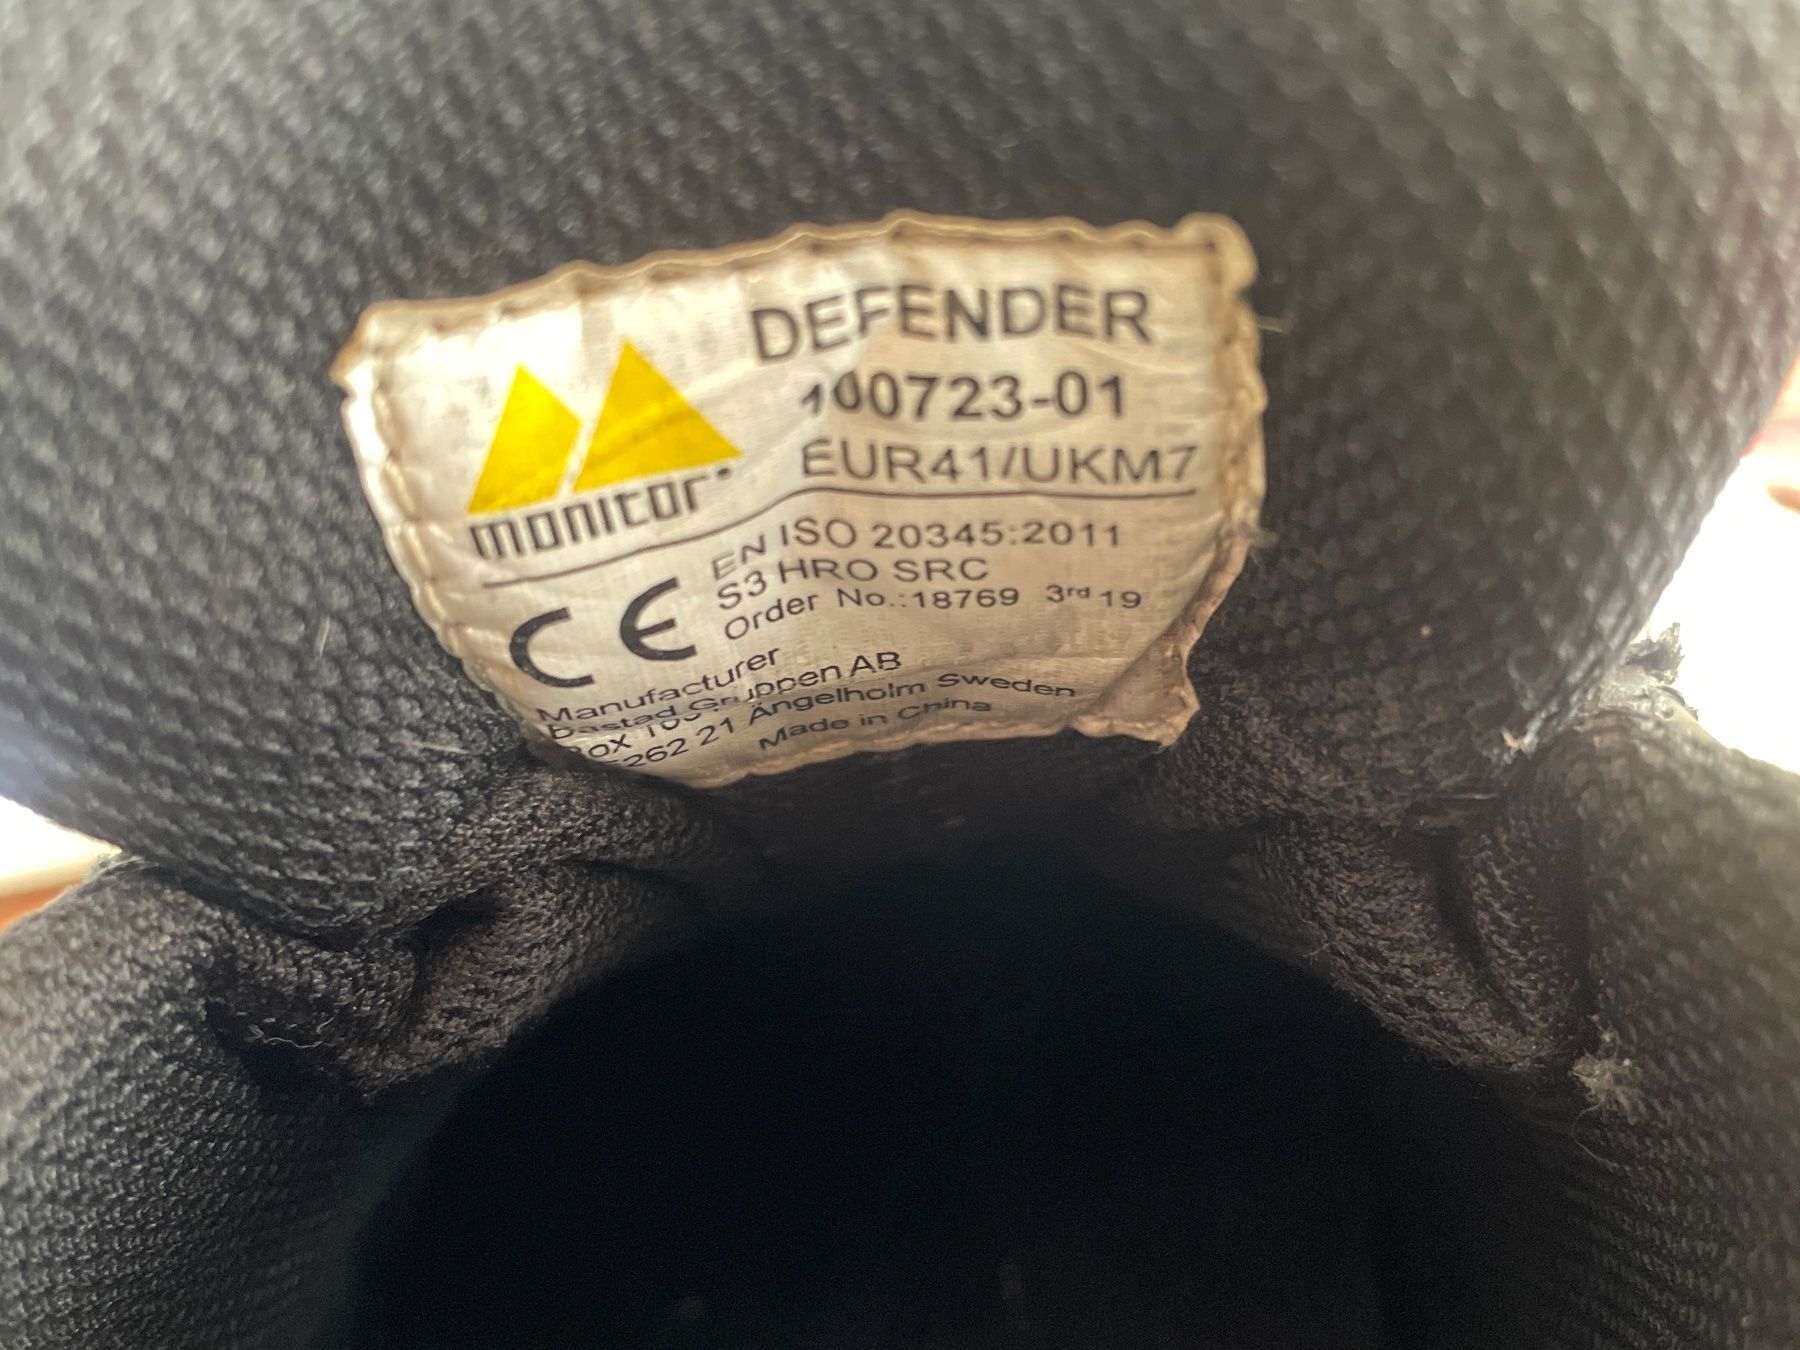 DEFENDER
100723-01
EUR41/UKM7
monitor
EN ISO 20345:2011
S3 HRO SRC
Order No.:18769 3rd 19
CE
Manufacturer
Gruppen AB
Box
262 21 Ängelholm Sweden
Made in China